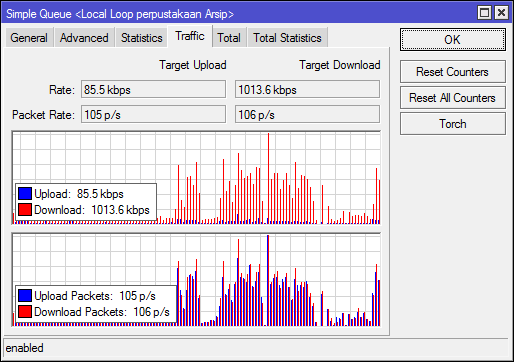 Simple Queue <Local Loop perpustakaan Arsip>
General Advanced Statistics Traffic Total Total Statistics
Target Upload Target Download
Rate: 85.5 kbps 1013.6 kbps
Packet Rate: 105 p/s 106 p/s
Upload: 85.5 kbps
Download: 1013.6 kbps
Upload Packets: 105 p/s
Download Packets: 106 p/s
OK
Reset Counters
Reset All Counters
Torch
enabled